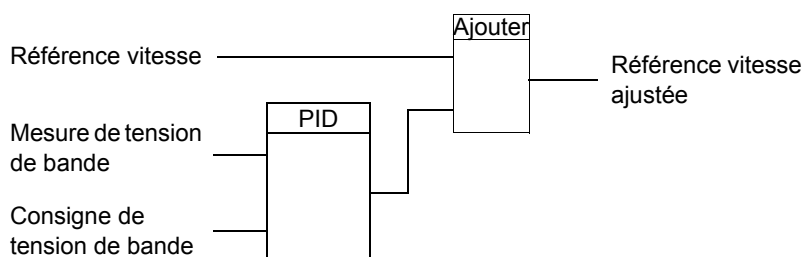 Ajouter
Référence vitesse
Référence vitesse
ajustée
PID
Mesure de tension
de bande
Consigne de
tension de bande